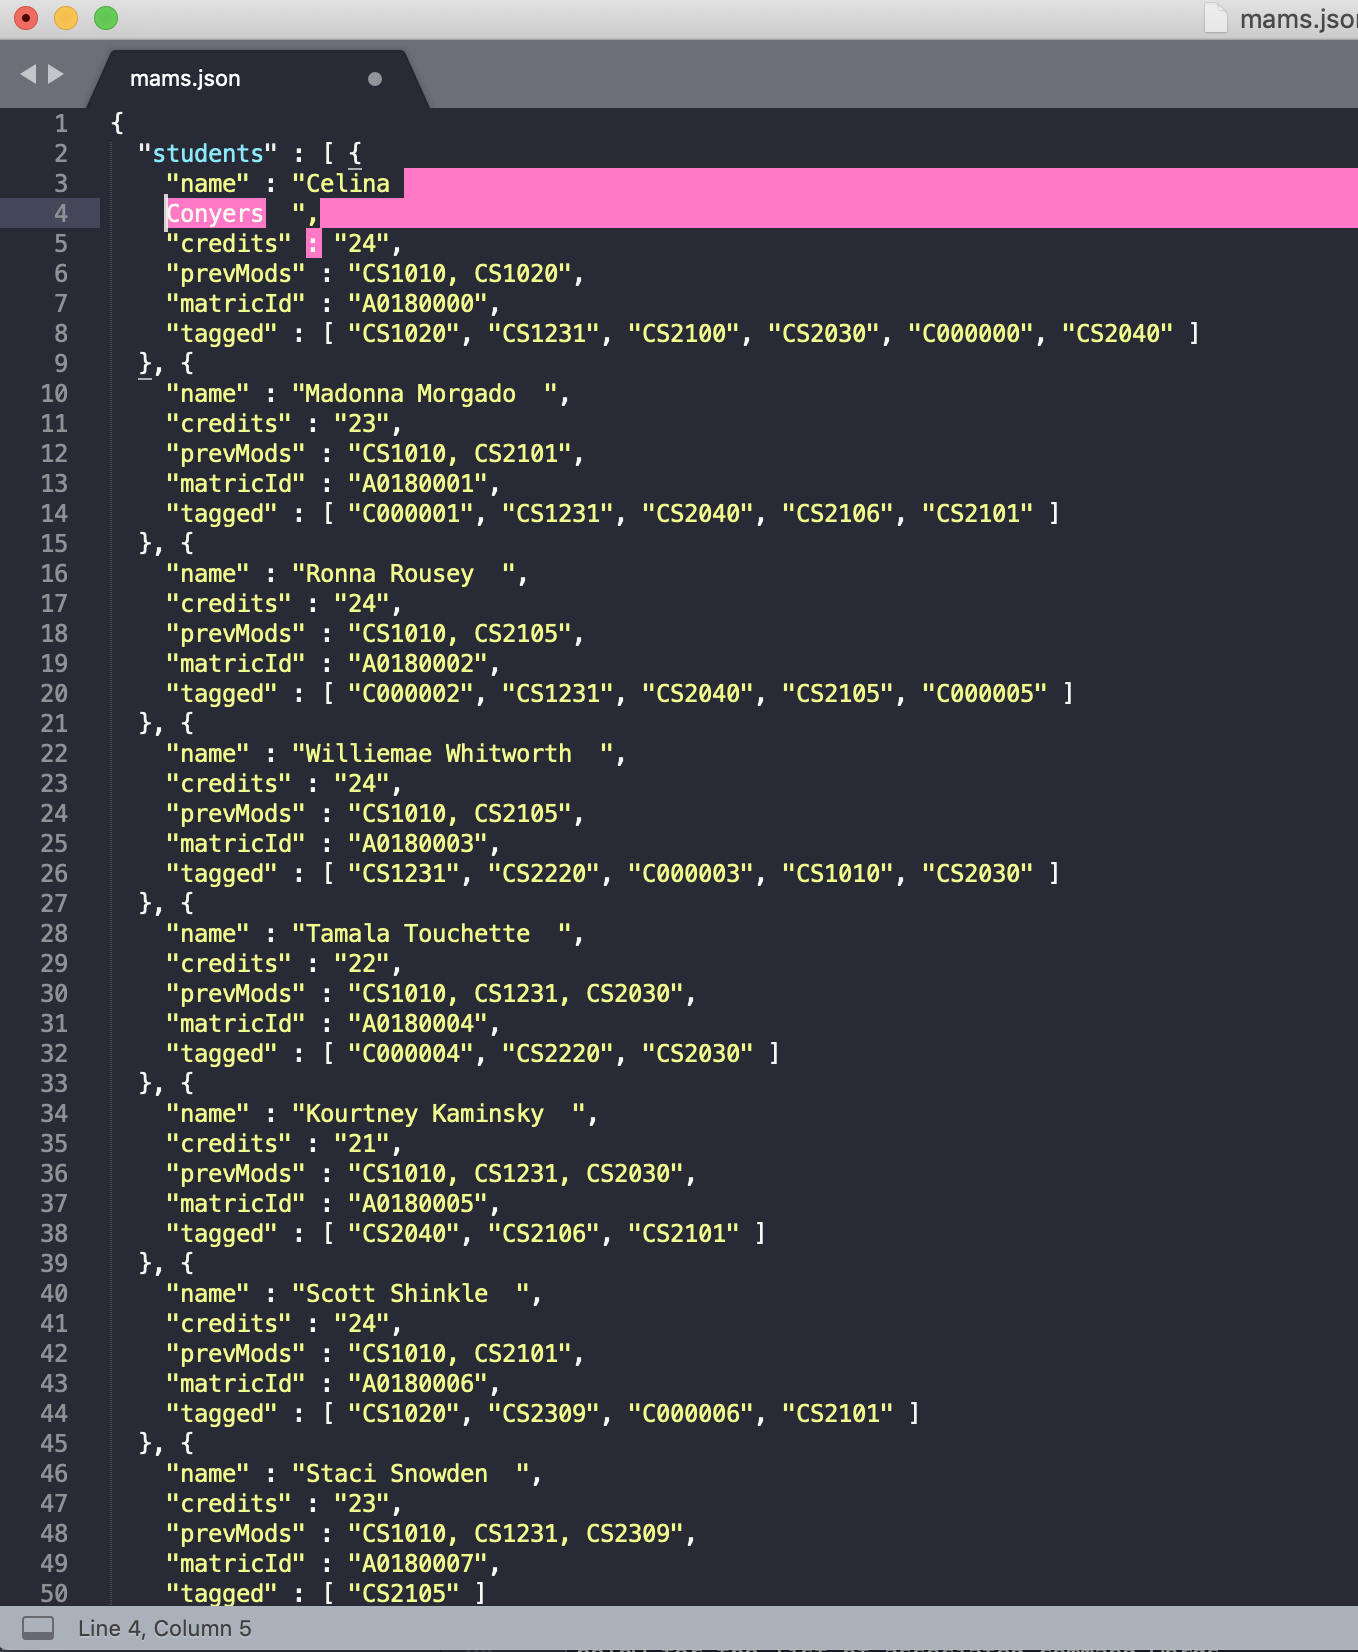 mams.json
mams.json
1 {
2 "students" : [ {
3 "name" : "Celina
4 Conyers  ",
5 "credits" : "24",
6 "prevMods" : "CS1010, CS1020",
7 "matricId" : "A0180000",
8 "tagged" : [ "CS1020", "CS1231", "CS2100", "CS2030", "C000000", "CS2040" ]
9 }, {
10 "name" : "Madonna Morgado  ",
11 "credits" : "23",
12 "prevMods" : "CS1010, CS2101",
13 "matricId" : "A0180001",
14 "tagged" : [ "C000001", "CS1231", "CS2040", "CS2106", "CS2101" ]
15 }, {
16 "name" : "Ronna Rousey  ",
17 "credits" : "24",
18 "prevMods" : "CS1010, CS2105",
19 "matricId" : "A0180002",
20 "tagged" : [ "C000002", "CS1231", "CS2040", "CS2105", "C000005" ]
21 }, {
22 "name" : "Williemae Whitworth  ",
23 "credits" : "24",
24 "prevMods" : "CS1010, CS2105",
25 "matricId" : "A0180003",
26 "tagged" : [ "CS1231", "CS2220", "C000003", "CS1010", "CS2030" ]
27 }, {
28 "name" : "Tamala Touchette  ",
29 "credits" : "22",
30 "prevMods" : "CS1010, CS1231, CS2030",
31 "matricId" : "A0180004",
32 "tagged" : [ "C000004", "CS2220", "CS2030" ]
33 }, {
34 "name" : "Kourtney Kaminsky  ",
35 "credits" : "21",
36 "prevMods" : "CS1010, CS1231, CS2030",
37 "matricId" : "A0180005",
38 "tagged" : [ "CS2040", "CS2106", "CS2101" ]
39 }, {
40 "name" : "Scott Shinkle  ",
41 "credits" : "24",
42 "prevMods" : "CS1010, CS2101",
43 "matricId" : "A0180006",
44 "tagged" : [ "CS1020", "CS2309", "C000006", "CS2101" ]
45 }, {
46 "name" : "Staci Snowden  ",
47 "credits" : "23",
48 "prevMods" : "CS1010, CS1231, CS2309",
49 "matricId" : "A0180007",
50 "tagged" : [ "CS2105" ]
Line 4, Column 5